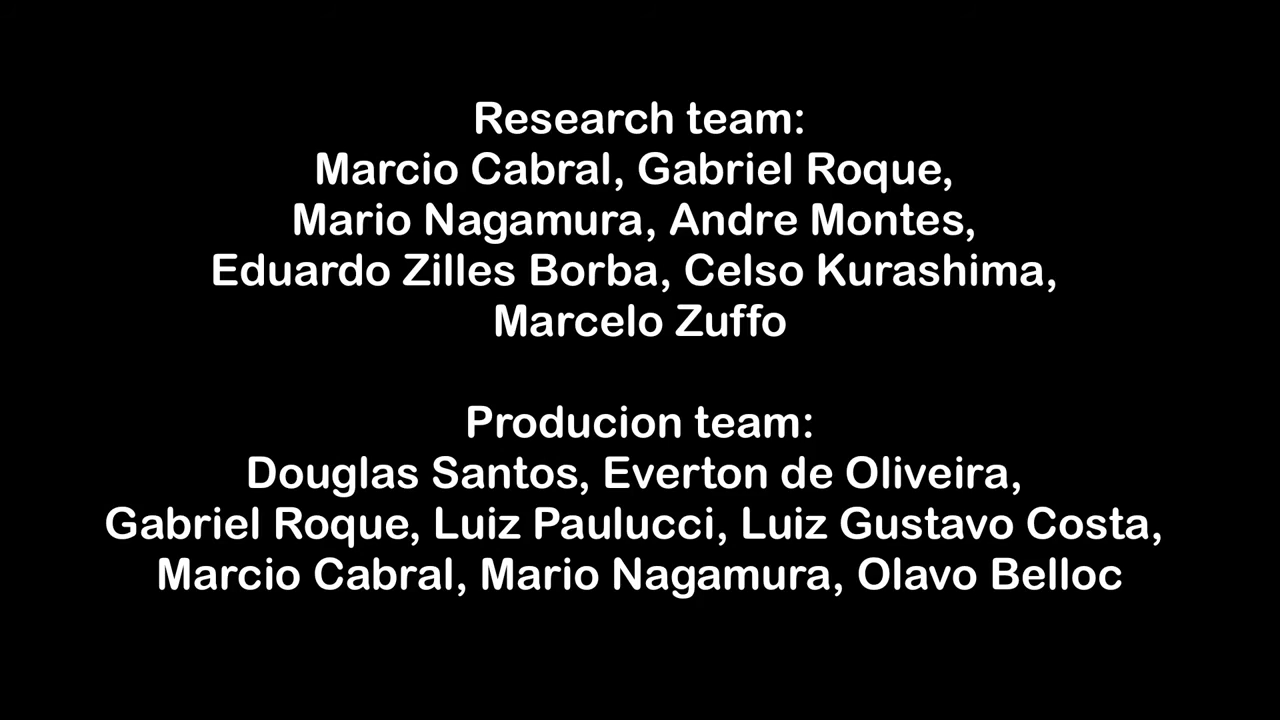 Research team:
Marcio Cabral, Gabriel Roque,
Mario Nagamura, Andre Montes,
Eduardo Zilles Borba, Celso Kurashima,
Marcelo Zuffo
Producion team:
Douglas Santos, Everton de Oliveira,
Gabriel Roque, Luiz Paulucci, Luiz Gustavo Costa,
Marcio Cabral, Mario Nagamura, Olavo Belloc